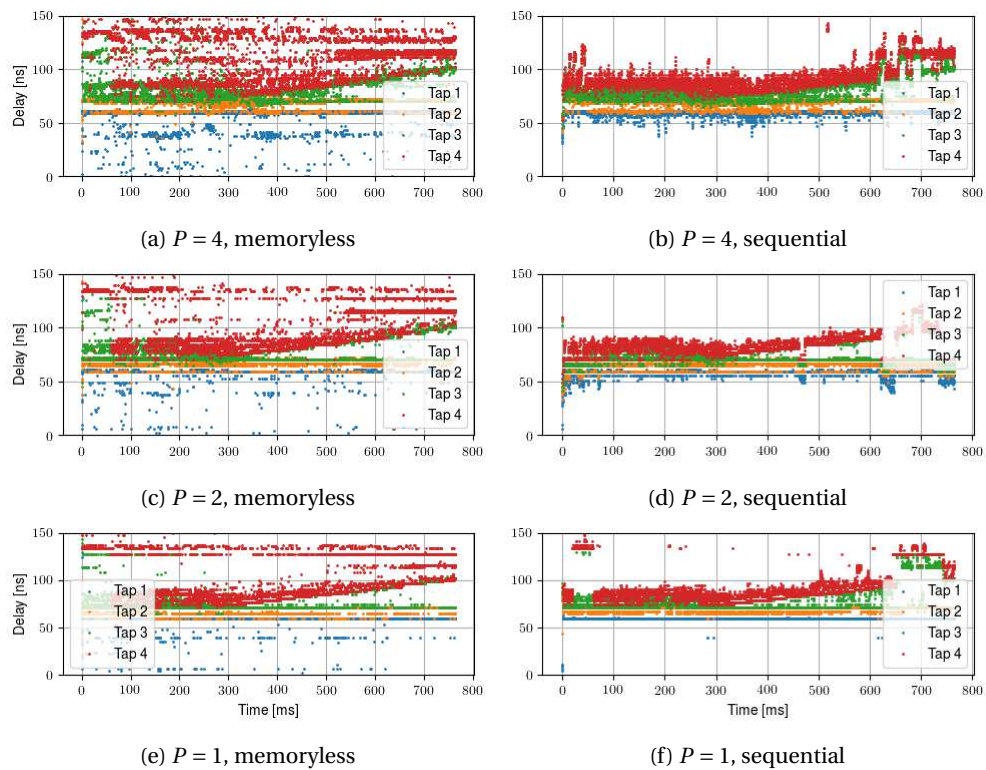 150
100
50
0
Delay [ns]
0 100 200 300 400 500 600 700 800
Tap 1
Tap 2
Tap 3
Tap 4
(a) P = 4, memoryless
150
100
50
0
0 100 200 300 400 500 600 700 800
Tap 1
Tap 2
Tap 3
Tap 4
(b) P = 4, sequential
150
100
50
0
Delay [ns]
0 100 200 300 400 500 600 700 800
Tap 1
Tap 2
Tap 3
Tap 4
(c) P = 2, memoryless
150
100
50
0
0 100 200 300 400 500 600 700 800
Tap 1
Tap 2
Tap 3
Tap 4
(d) P = 2, sequential
150
100
50
0
Delay [ns]
0 100 200 300 400 500 600 700 800
Time [ms]
Tap 1
Tap 2
Tap 3
Tap 4
(e) P = 1, memoryless
150
100
50
0
0 100 200 300 400 500 600 700 800
Time [ms]
Tap 1
Tap 2
Tap 3
Tap 4
(f) P = 1, sequential